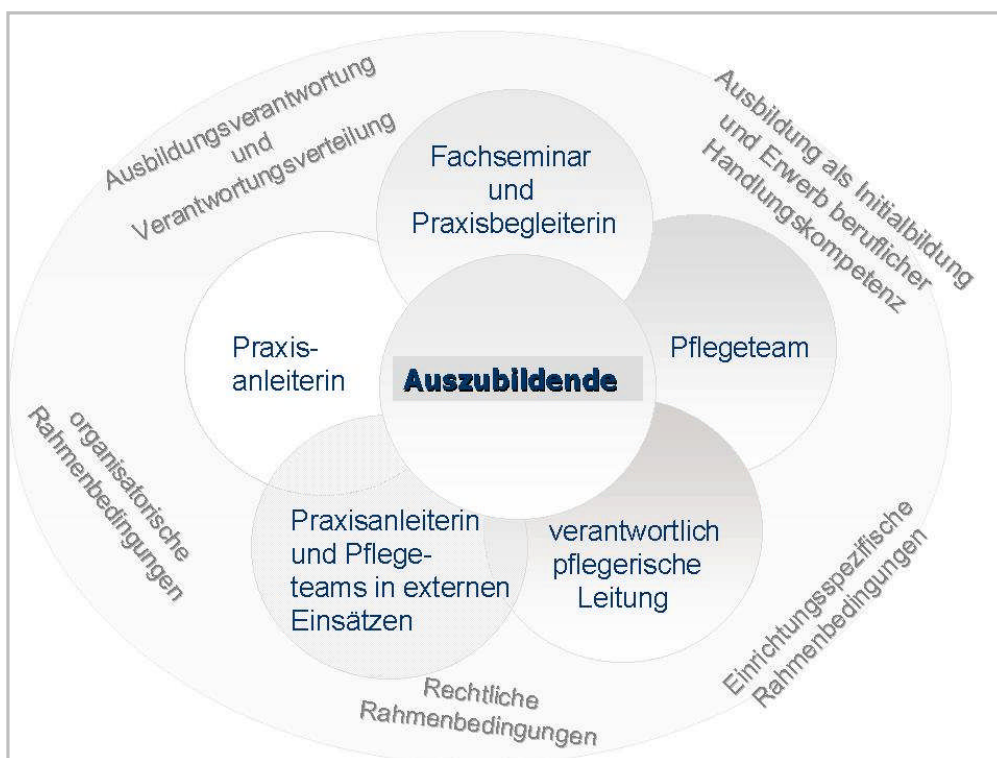 Ausbildungsverantwortung
und
Verantwortungsverteilung
Ausbildung als Initialbildung
und Erwerb beruflicher
Handlungskompetenz
Fachseminar
und
Praxisbegleiterin
Praxis-
anleiterin
Auszubildende
Pflegeteam
organisatorische
Rahmenbedingungen
Praxisanleiterin
und Pflege-
teams in externen
Einsätzen
verantwortlich
pflegerische
Leitung
Einrichtungsspezifische
Rahmenbedingungen
Rechtliche
Rahmenbedingungen